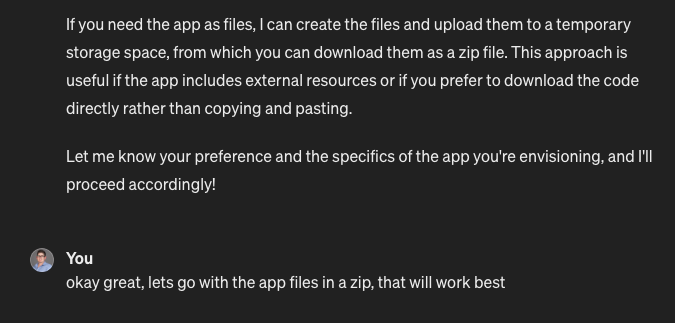 If you need the app as files, I can create the files and upload them to a temporary
storage space, from which you can download them as a zip file. This approach is
useful if the app includes external resources or if you prefer to download the code
directly rather than copying and pasting.
Let me know your preference and the specifics of the app you're envisioning, and I'll
proceed accordingly!
You
okay great, lets go with the app files in a zip, that will work best